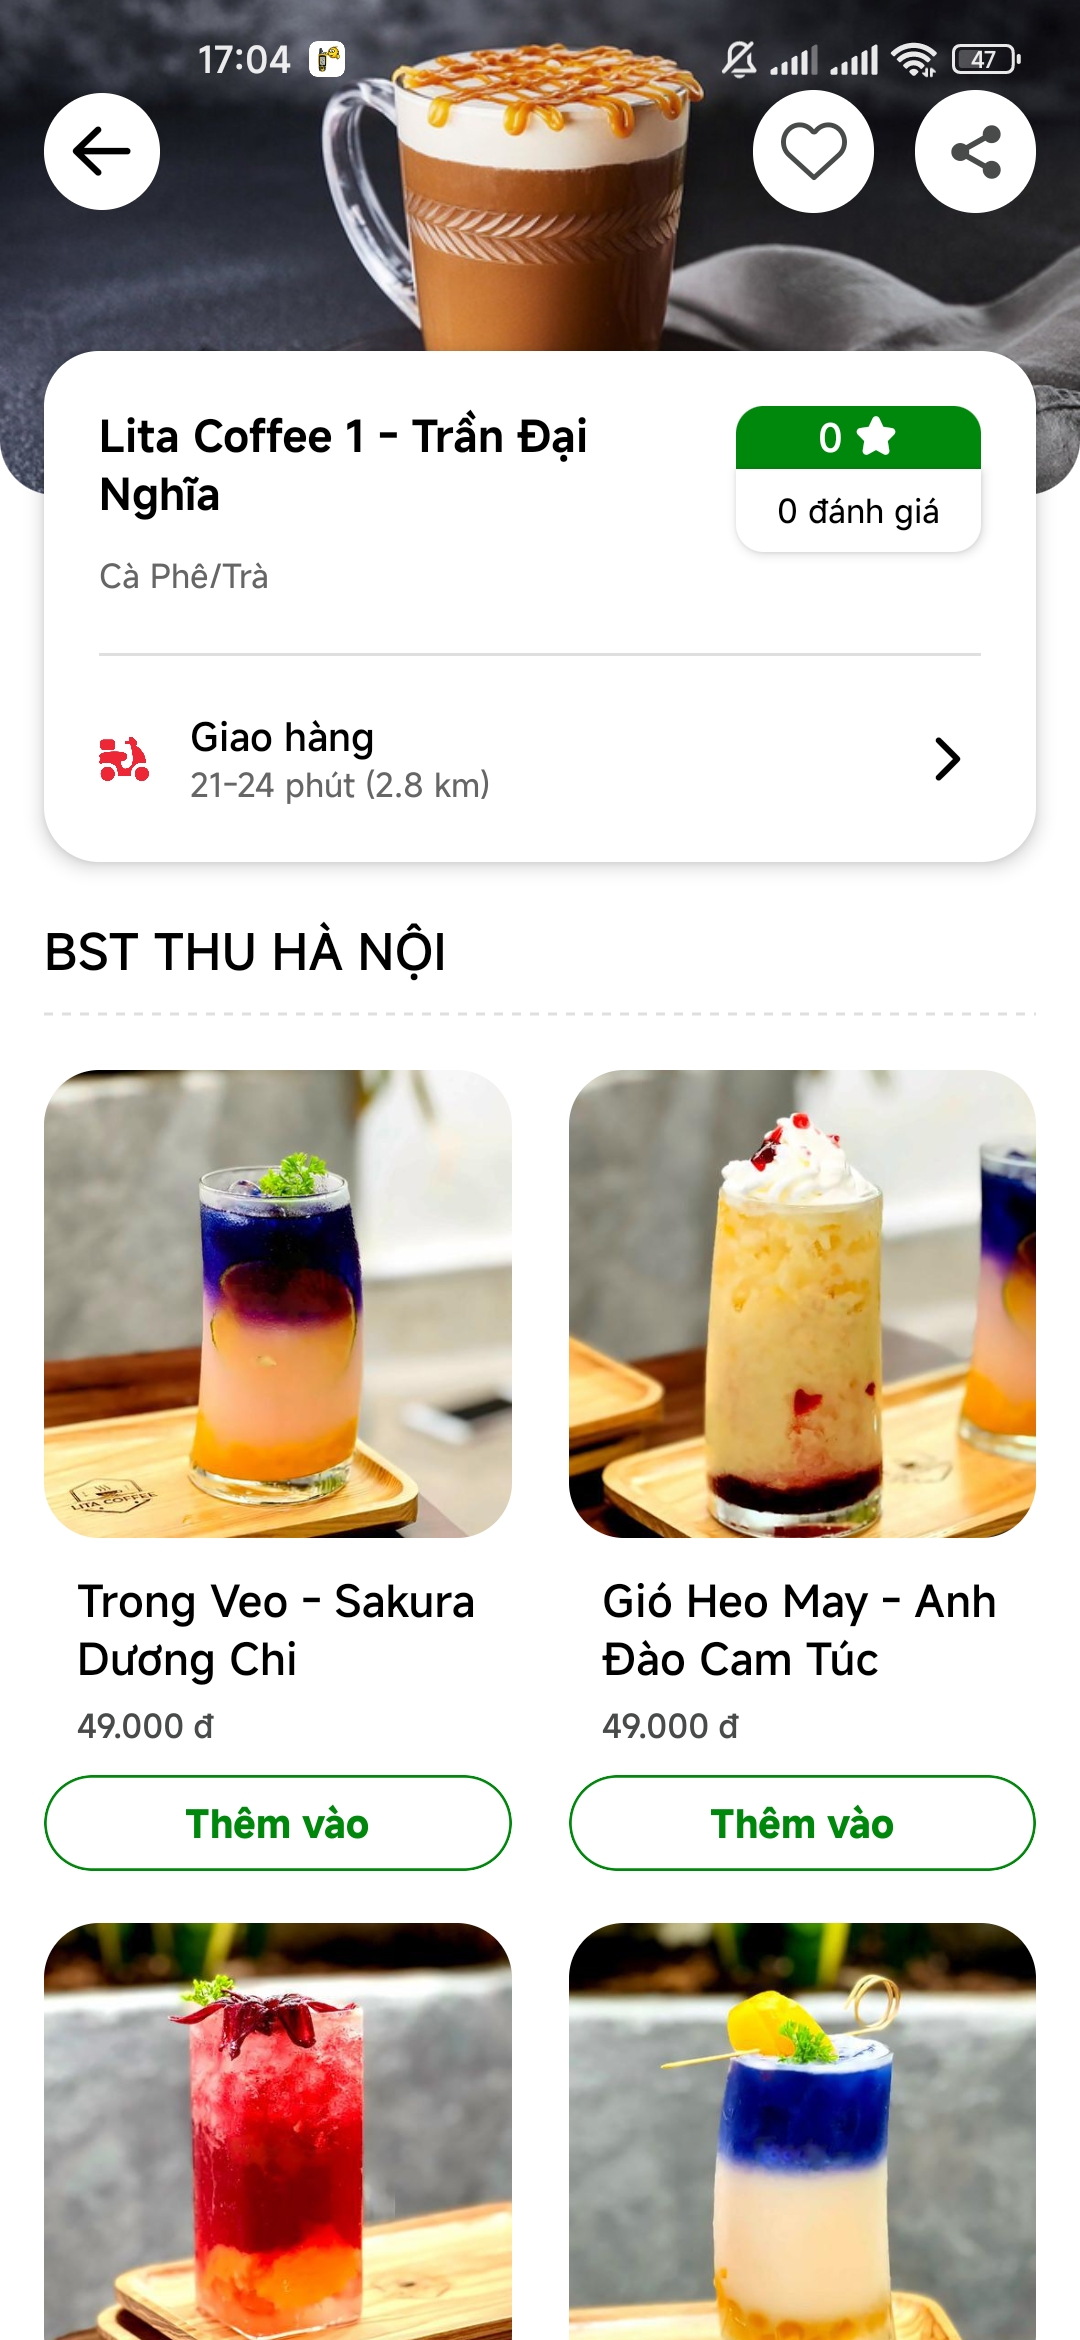 17:04
47
Lita Coffee 1 - Trần Đại
Nghĩa
0
0 đánh giá
Cà Phê/Trà
Giao hàng
21-24 phút (2.8 km)
BST THU HÀ NỘI
LITA COFFEE
Trong Veo - Sakura
Dương Chi
49.000 đ
Thêm vào
Gió Heo May - Anh
Đào Cam Túc
49.000 đ
Thêm vào